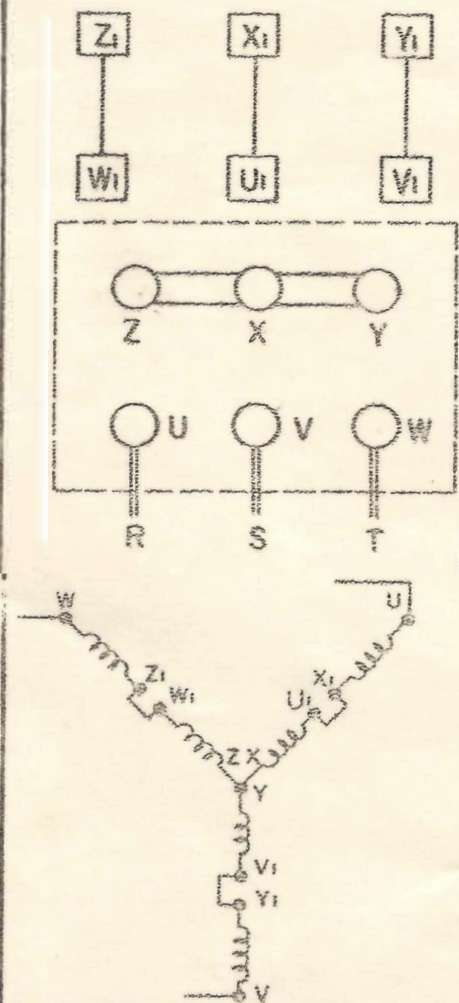 Z1 X1 Y1
W1 U1 V1
Z X Y
U V W
R S T
W U
Z1 X1
W1 U1
Z X
Y
V1
Y1
V